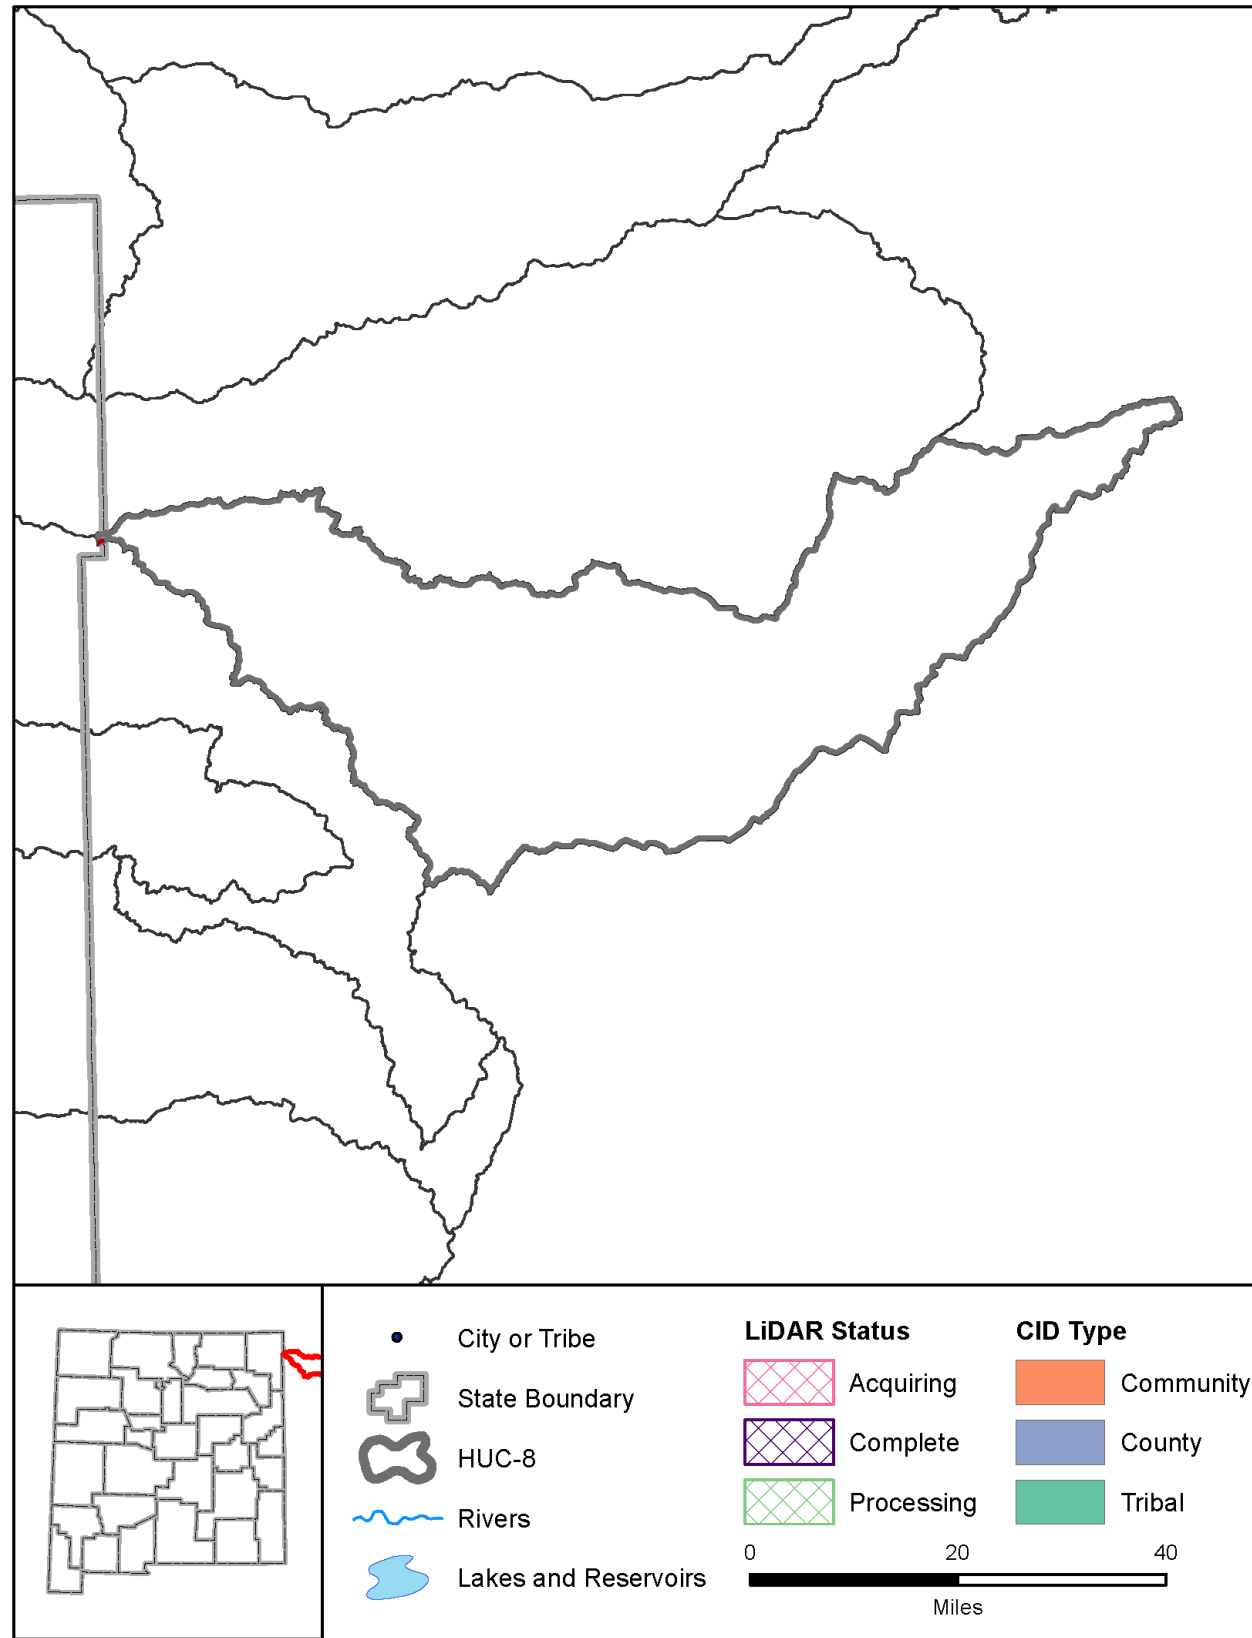 City or Tribe
State Boundary
HUC-8
Rivers
Lakes and Reservoirs
LiDAR Status
Acquiring
Complete
Processing
CID Type
Community
County
Tribal
0 20 40
Miles